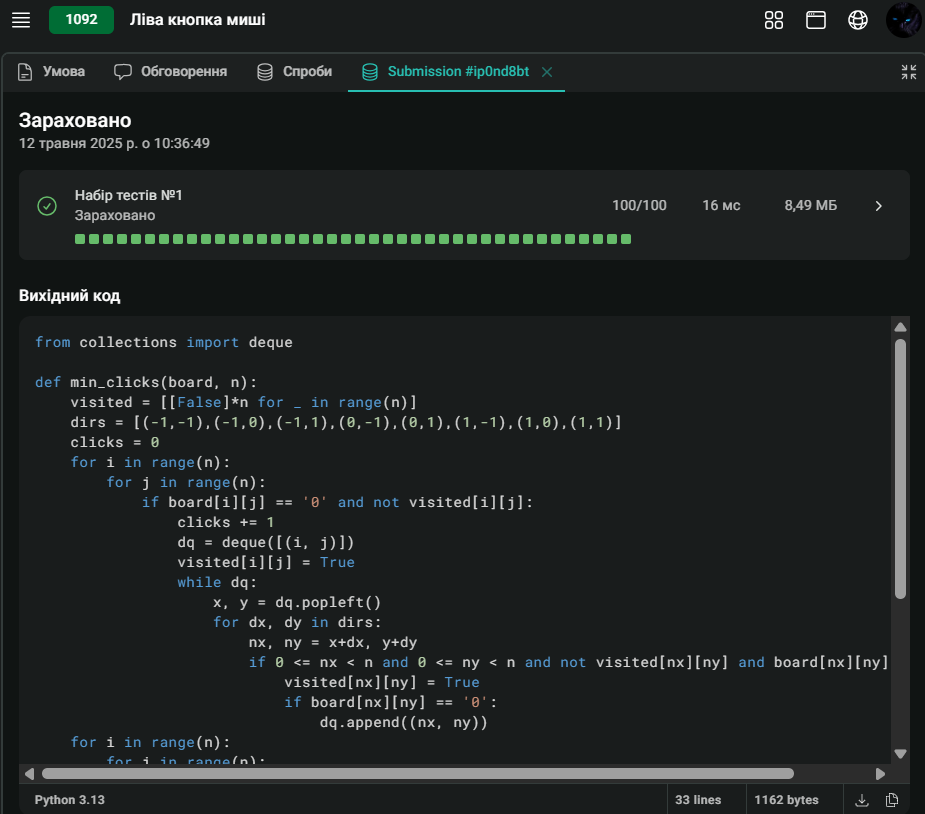 1092 Ліва кнопка миші
Умова Обговорення Спроби Submission #ip0nd8bt
Зараховано
12 травня 2025 р. о 10:36:49
Набір тестів №1
Зараховано
100/100 16 мс 8,49 МБ
Вихідний код
from collections import deque
def min_clicks(board, n):
    visited = [[False]*n for _ in range(n)]
    dirs = [(-1,-1),(-1,0),(-1,1),(0,-1),(0,1),(1,-1),(1,0),(1,1)]
    clicks = 0
    for i in range(n):
        for j in range(n):
            if board[i][j] == '0' and not visited[i][j]:
                clicks += 1
                dq = deque([(i, j)])
                visited[i][j] = True
                while dq:
                    x, y = dq.popleft()
                    for dx, dy in dirs:
                        nx, ny = x+dx, y+dy
                        if 0 <= nx < n and 0 <= ny < n and not visited[nx][ny] and board[nx][ny]
                            visited[nx][ny] = True
                            if board[nx][ny] == '0':
                                dq.append((nx, ny))
    for i in range(n):
        for j in range(n):
Python 3.13 33 lines 1162 bytes